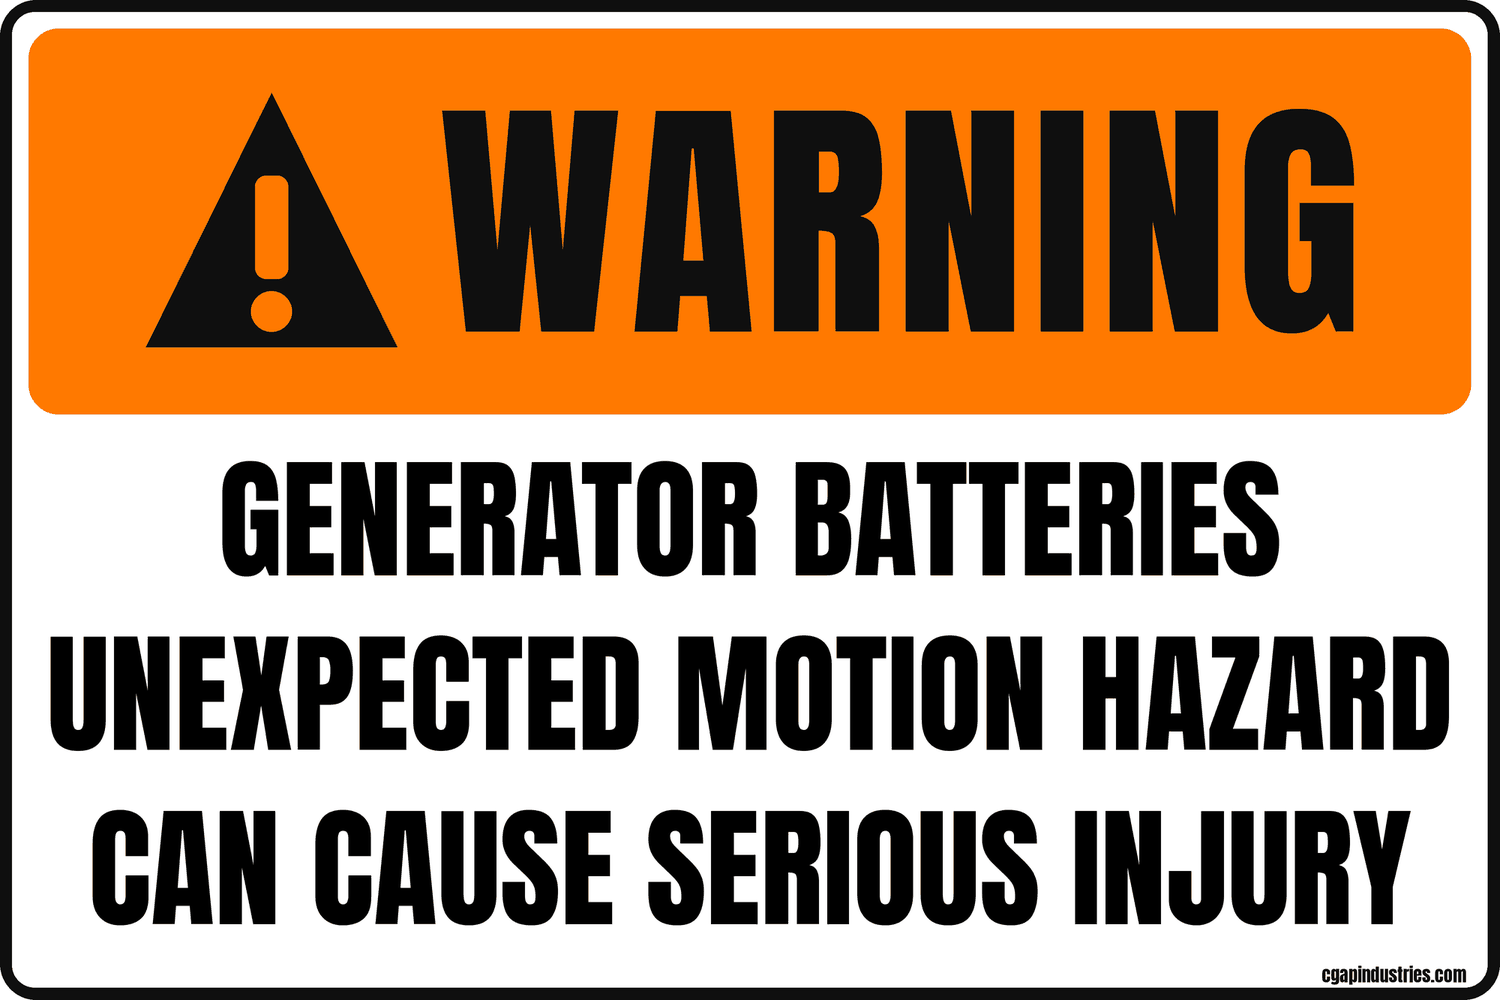 WARNING
GENERATOR BATTERIES
UNEXPECTED MOTION HAZARD
CAN CAUSE SERIOUS INJURY
cgapindustries.com